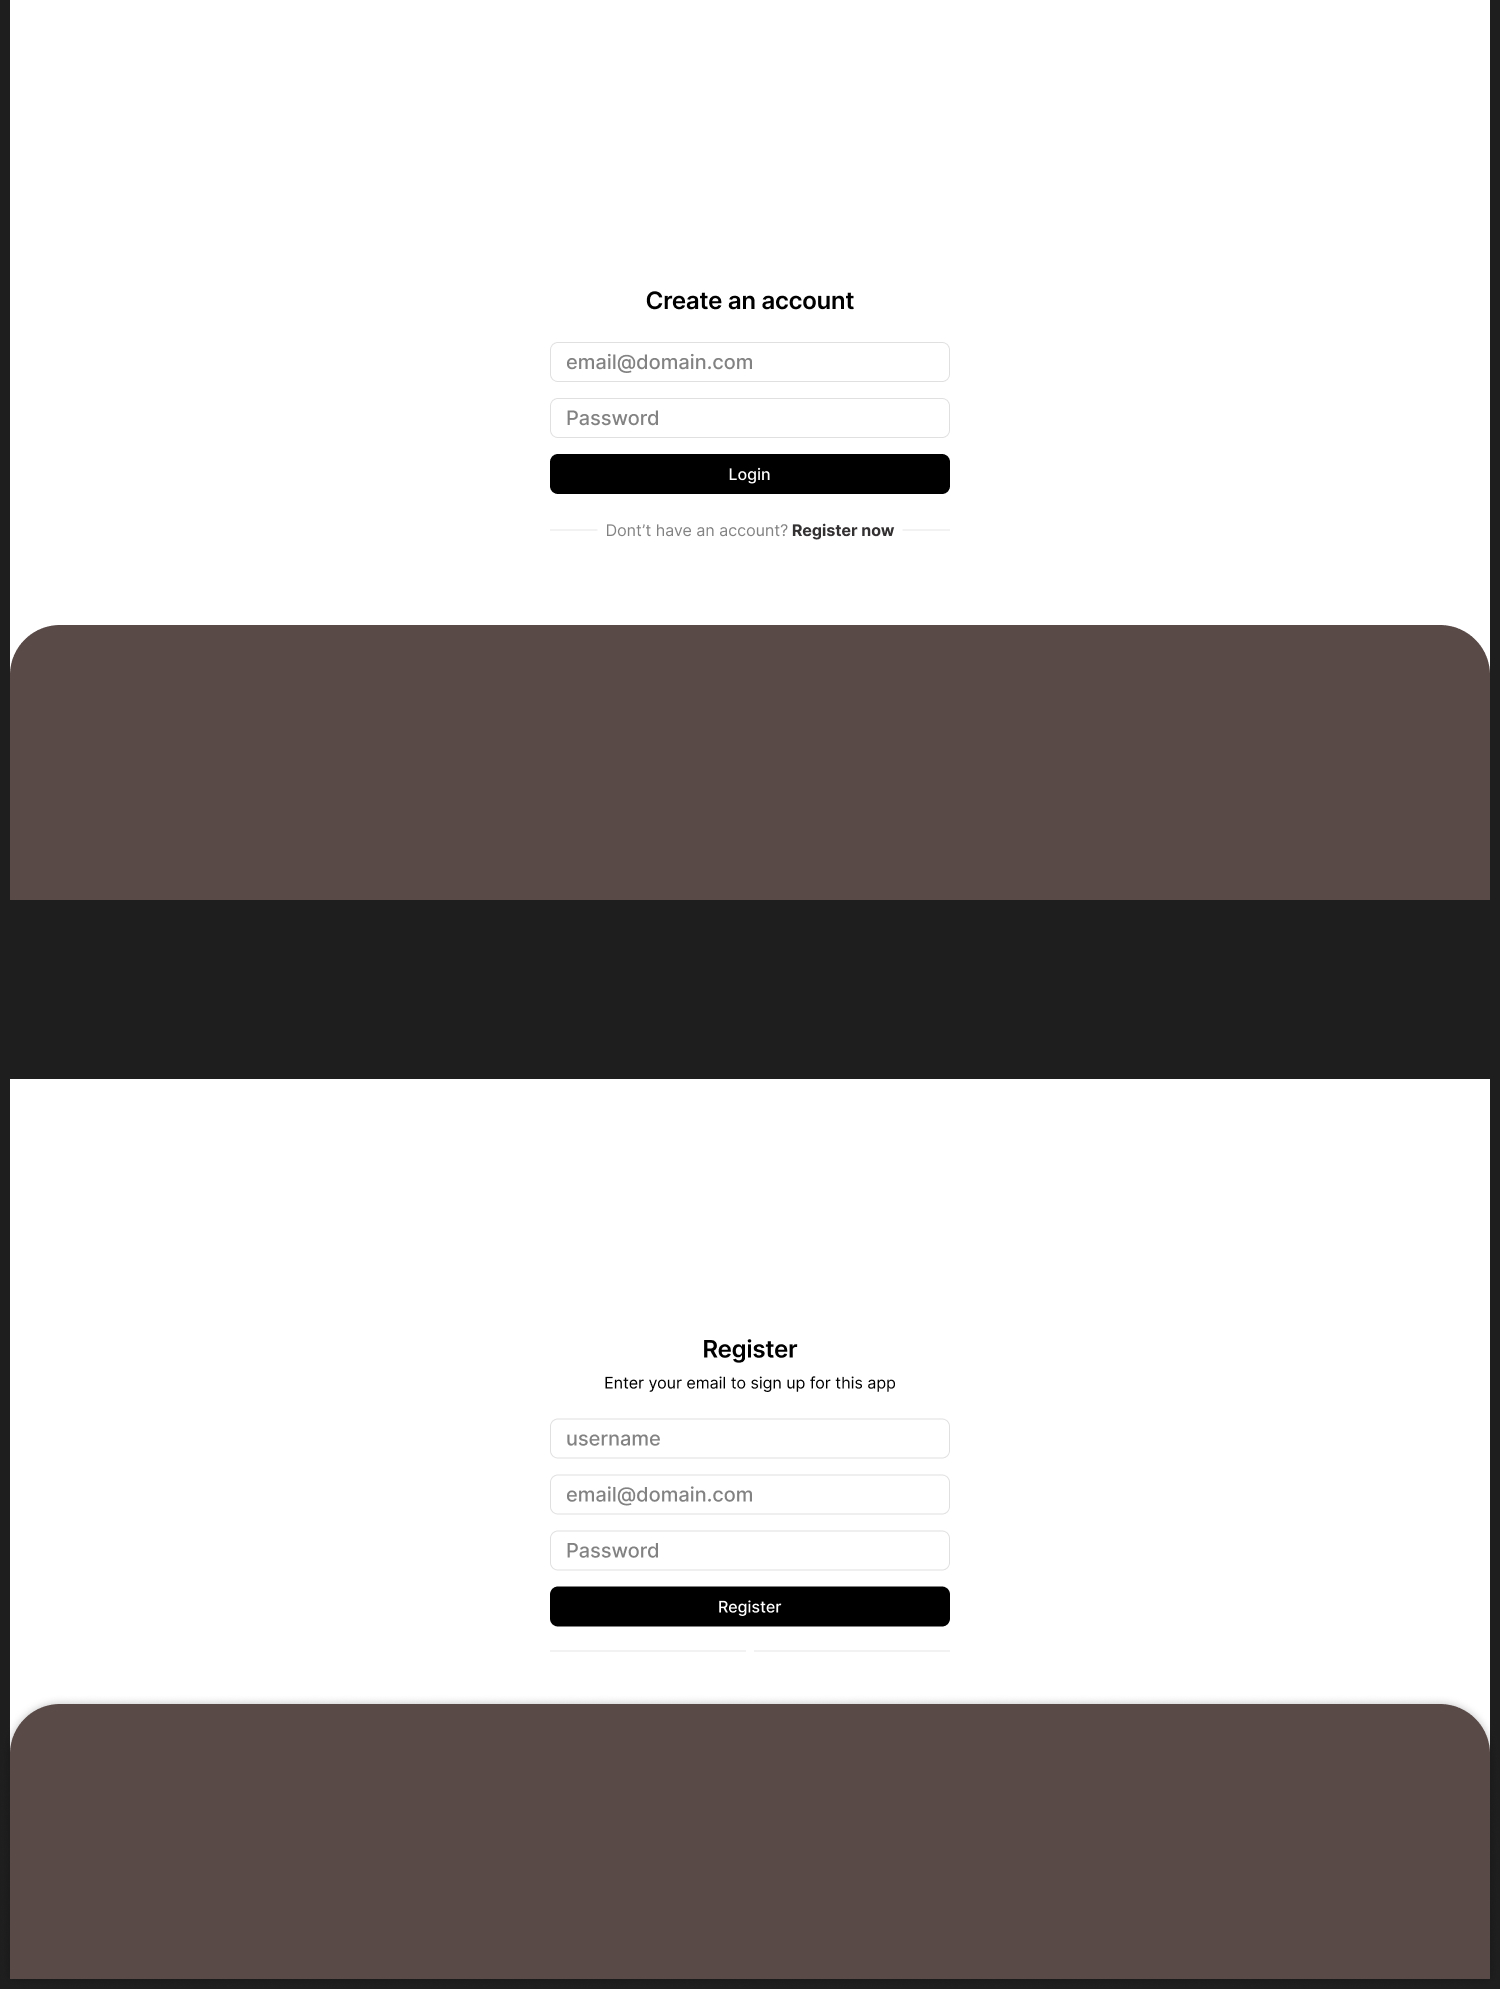 Create an account
email@domain.com
Password
Login
Dont’t have an account? Register now
Register
Enter your email to sign up for this app
username
email@domain.com
Password
Register